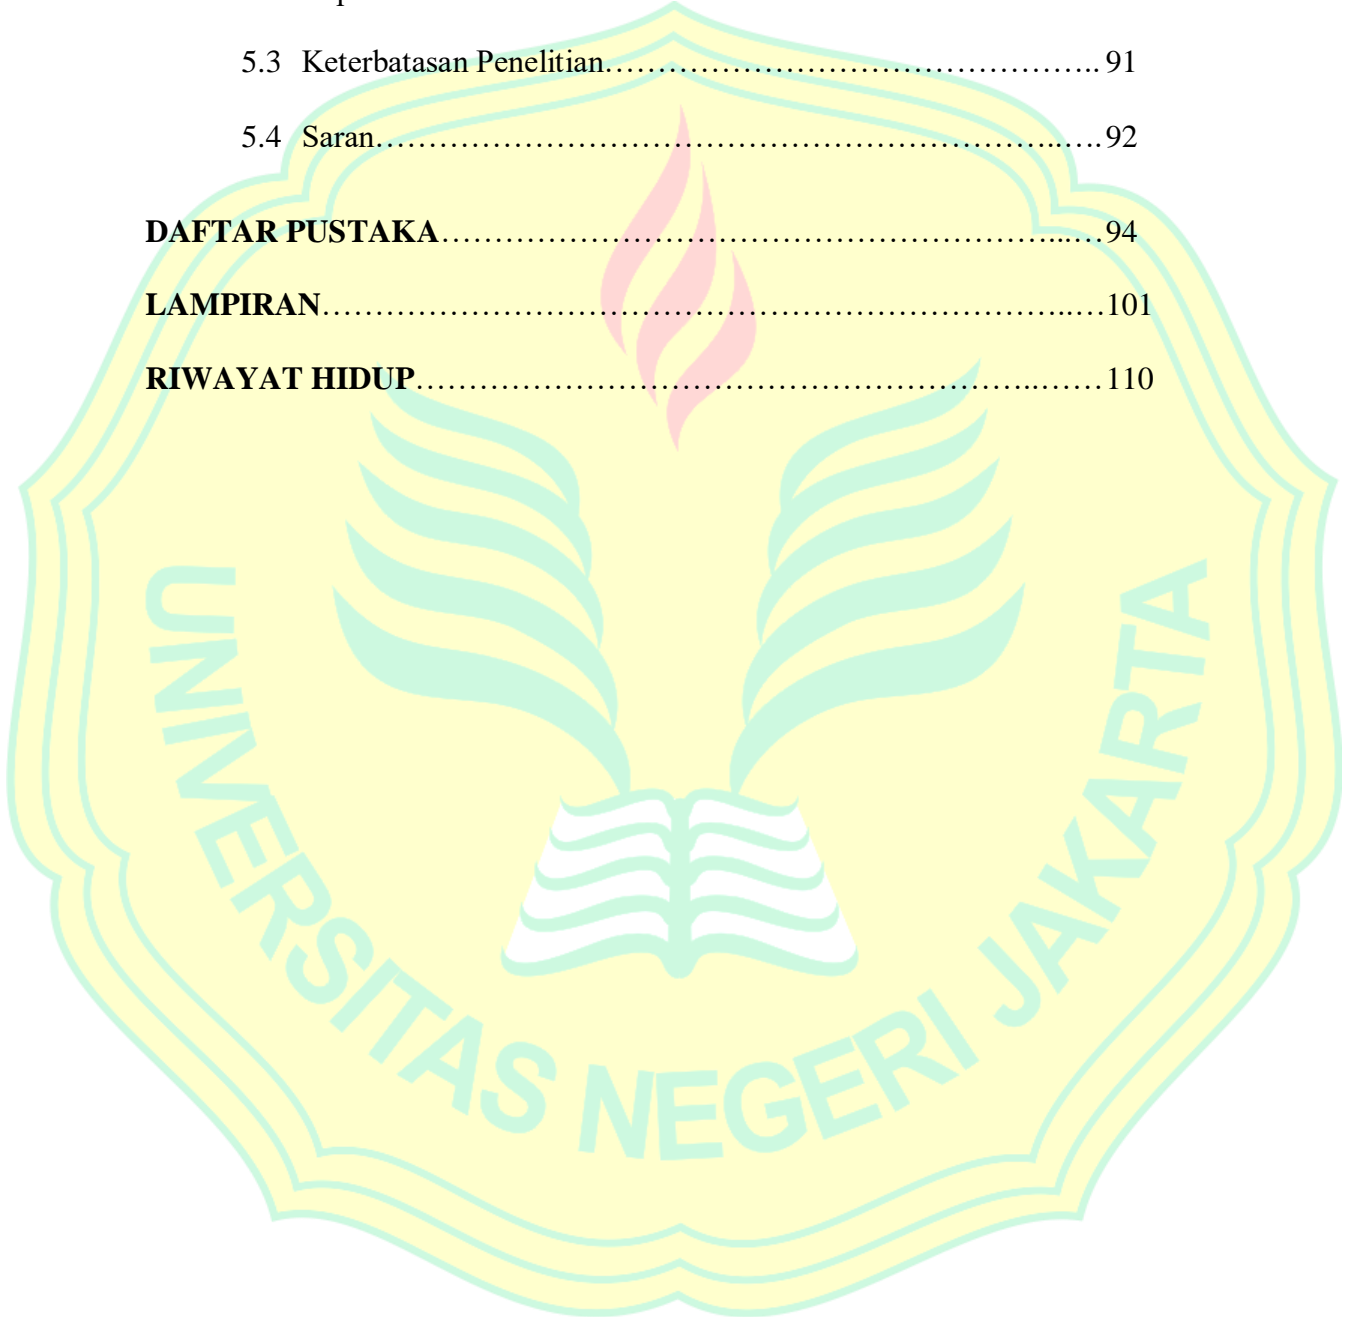 5.3 Keterbatasan Penelitian…………………………………………….. 91
5.4 Saran………………………………………………………..…. 92
DAFTAR PUSTAKA…………………………………………………...… 94
LAMPIRAN……………………………………………………………..… 101
RIWAYAT HIDUP…………………………………………………..…… 110
UNIVERSITAS NEGERI JAKARTA